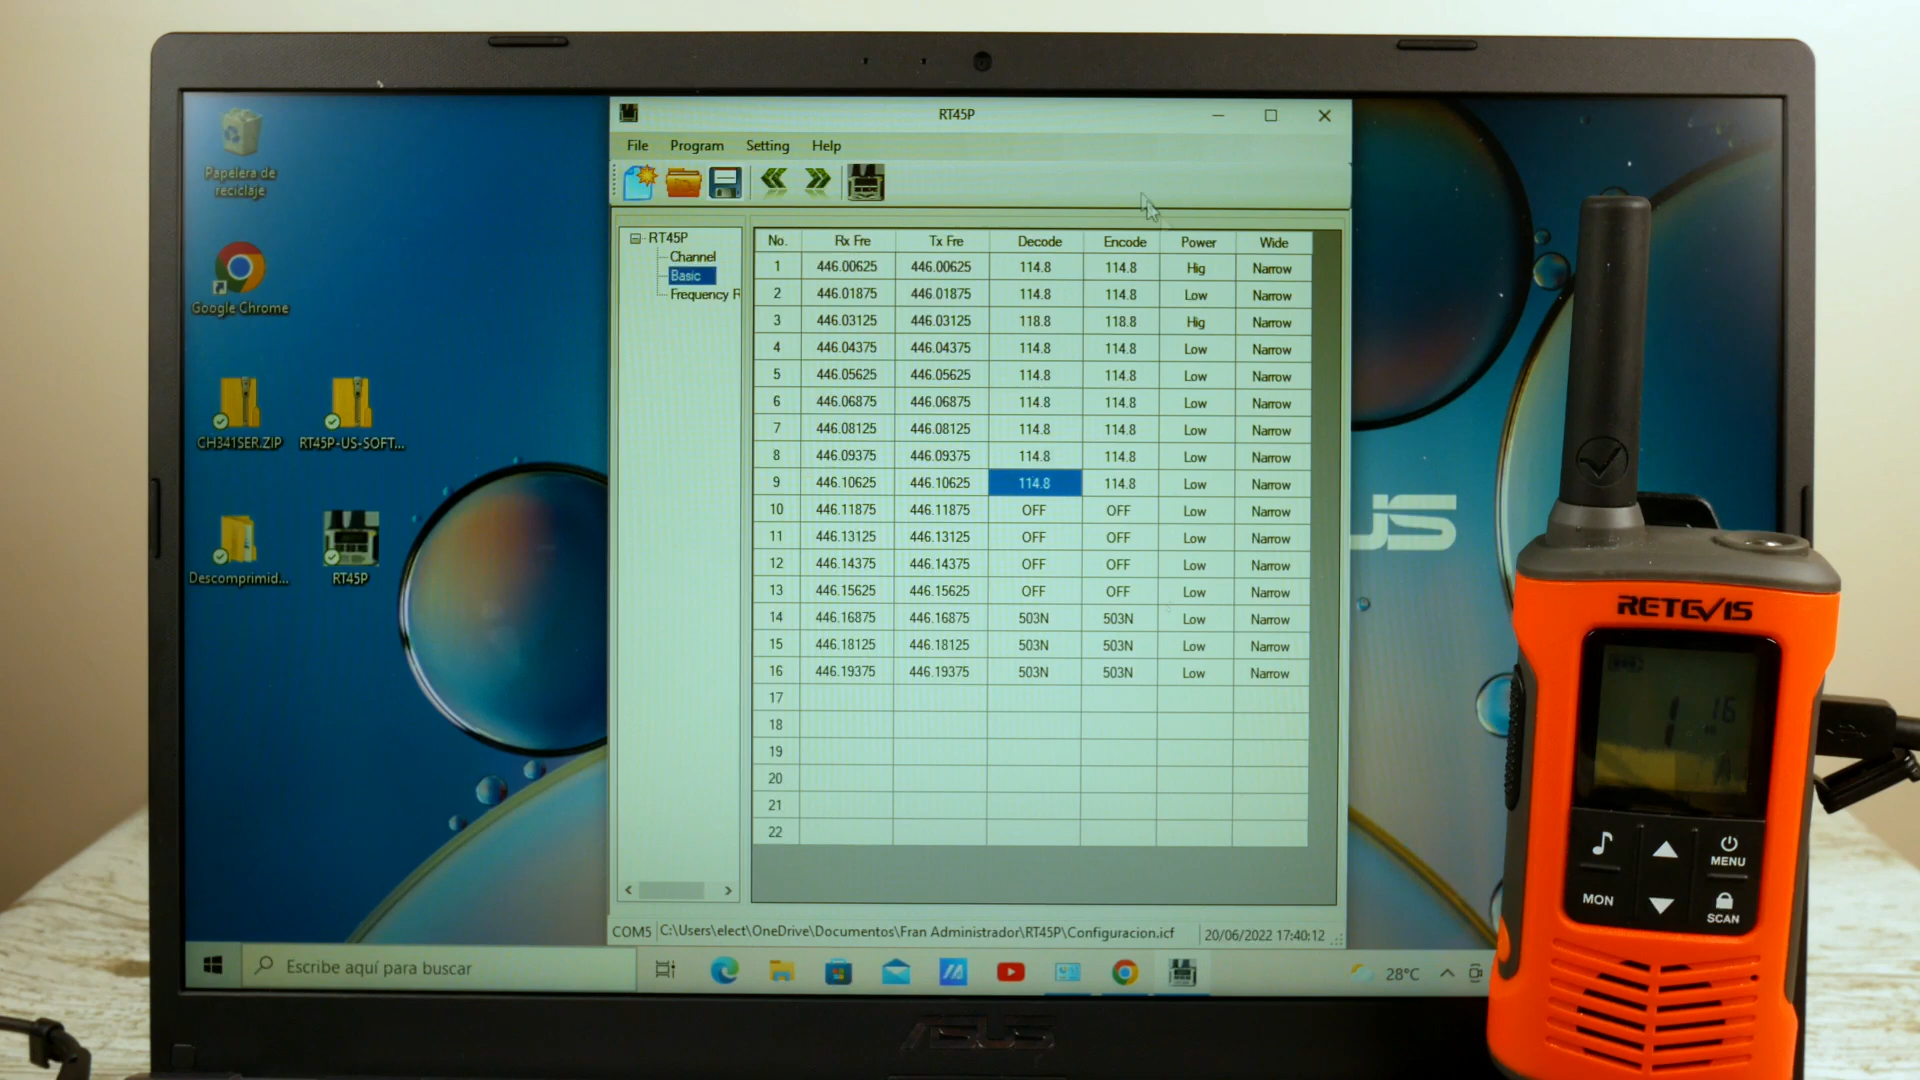 Papelera de
reciclaje
Google Chrome
CH341SER.ZIP
RT45P-US-SOFT...
Descomprimid...
RT45P
RT45P
File Program Setting Help
RT45P
Channel
Basic
Frequency R
No. Rx Fre Tx Fre Decode Encode Power Wide
1 446.00625 446.00625 114.8 114.8 Hig Narrow
2 446.01875 446.01875 114.8 114.8 Low Narrow
3 446.03125 446.03125 118.8 118.8 Hig Narrow
4 446.04375 446.04375 114.8 114.8 Low Narrow
5 446.05625 446.05625 114.8 114.8 Low Narrow
6 446.06875 446.06875 114.8 114.8 Low Narrow
7 446.08125 446.08125 114.8 114.8 Low Narrow
8 446.09375 446.09375 114.8 114.8 Low Narrow
9 446.10625 446.10625 114.8 114.8 Low Narrow
10 446.11875 446.11875 OFF OFF Low Narrow
11 446.13125 446.13125 OFF OFF Low Narrow
12 446.14375 446.14375 OFF OFF Low Narrow
13 446.15625 446.15625 OFF OFF Low Narrow
14 446.16875 446.16875 503N 503N Low Narrow
15 446.18125 446.18125 503N 503N Low Narrow
16 446.19375 446.19375 503N 503N Low Narrow
17
18
19
20
21
22
COM5 C:\Users\elect\OneDrive\Documentos\Fran Administrador\RT45P\Configuracion.icf 20/06/2022 17:40:12
Escribe aquí para buscar
28°C
ASUS
US
RETEVIS
1 16
MENU
MON
SCAN